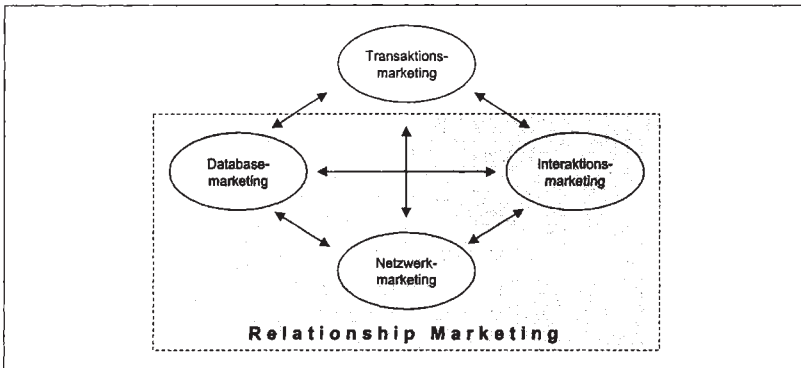 Transaktions-
marketing
Database-
marketing
Interaktions-
marketing
Netzwerk-
marketing
Relationship Marketing